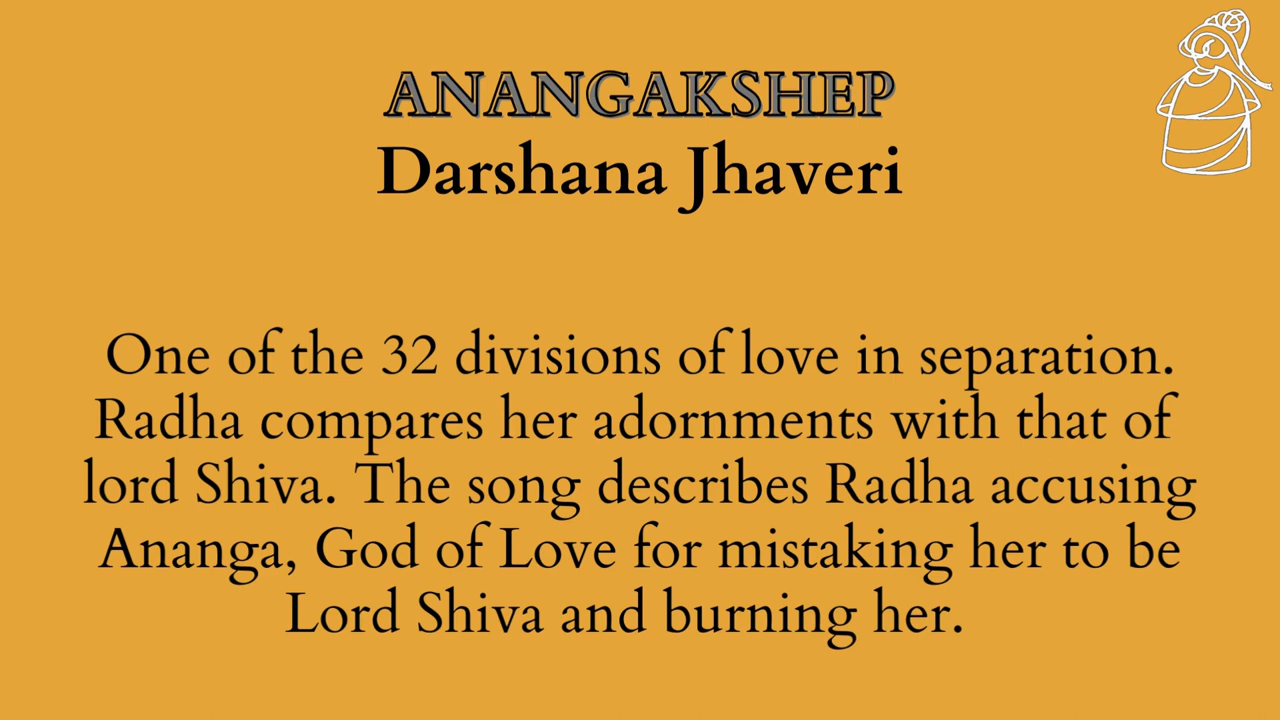 ANANGAKSHEP
Darshana Jhaveri
One of the 32 divisions of love in separation.
Radha compares her adornments with that of
lord Shiva. The song describes Radha accusing
Ananga, God of Love for mistaking her to be
Lord Shiva and burning her.